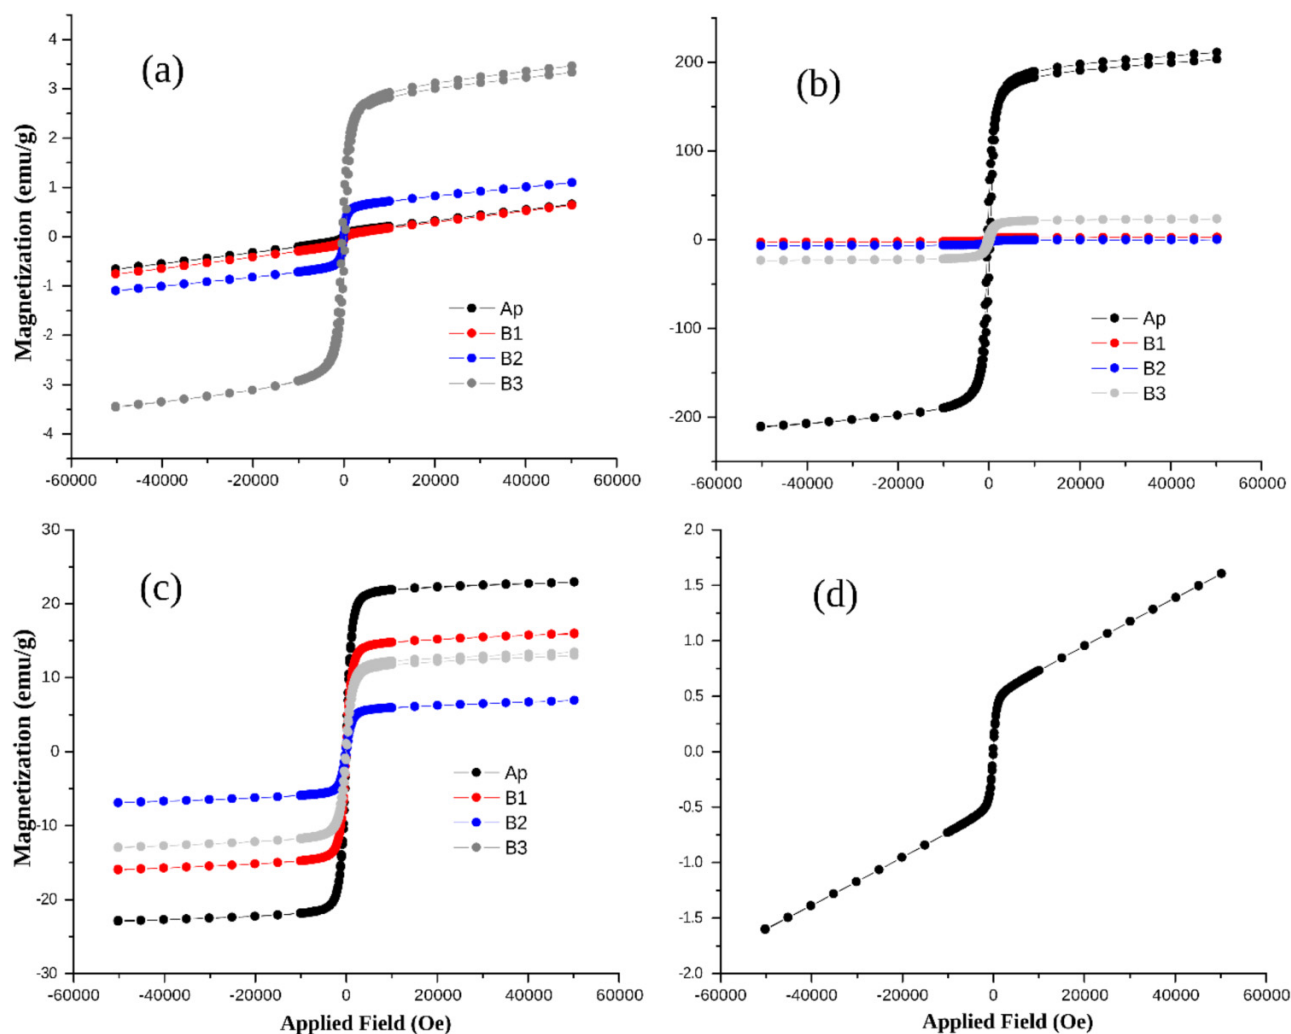 (a)
Magnetization (emu/g)
4
3
2
1
0
-1
-2
-3
-4
-60000 -40000 -20000 0 20000 40000 60000
Ap
B1
B2
B3
(b)
200
100
0
-100
-200
-60000 -40000 -20000 0 20000 40000 60000
Ap
B1
B2
B3
(c)
Magnetization (emu/g)
30
20
10
0
-10
-20
-30
-60000 -40000 -20000 0 20000 40000 60000
Applied Field (Oe)
Ap
B1
B2
B3
(d)
2.0
1.5
1.0
0.5
0.0
-0.5
-1.0
-1.5
-2.0
-60000 -40000 -20000 0 20000 40000 60000
Applied Field (Oe)